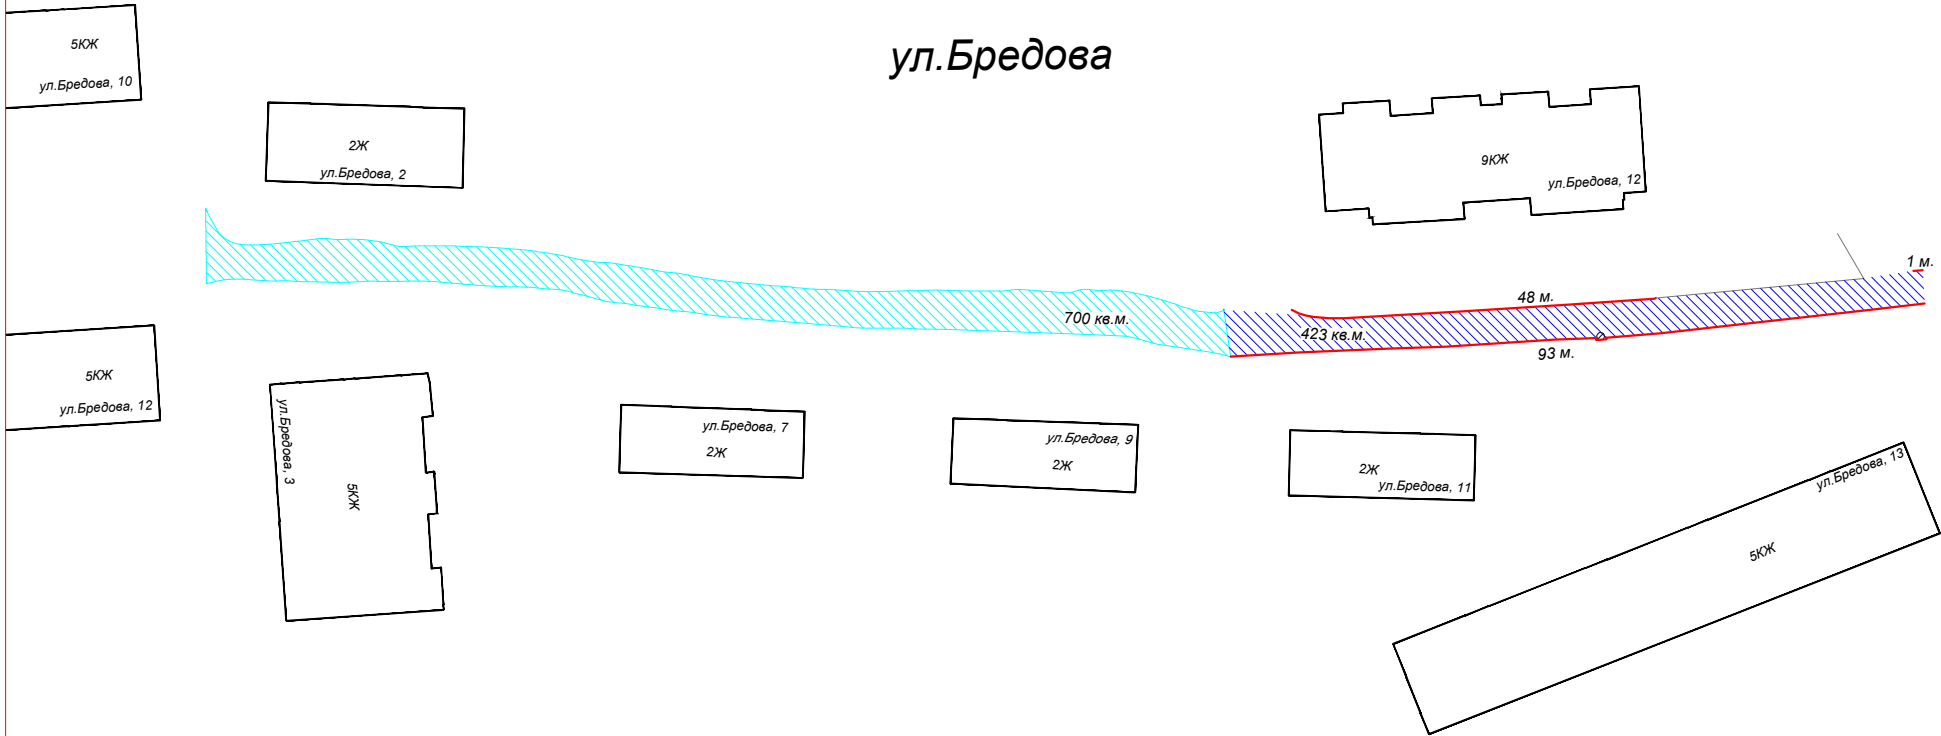 ул.Бредова
5КЖ
ул.Бредова, 10
2Ж
ул.Бредова, 2
9КЖ
ул.Бредова, 12
1 м.
48 м.
700 кв.м.
423 кв.м.
93 м.
5КЖ
ул.Бредова, 12
ул.Бредова, 3
5КЖ
ул.Бредова, 7
2Ж
ул.Бредова, 9
2Ж
2Ж
ул.Бредова, 11
ул.Бредова, 13
5КЖ